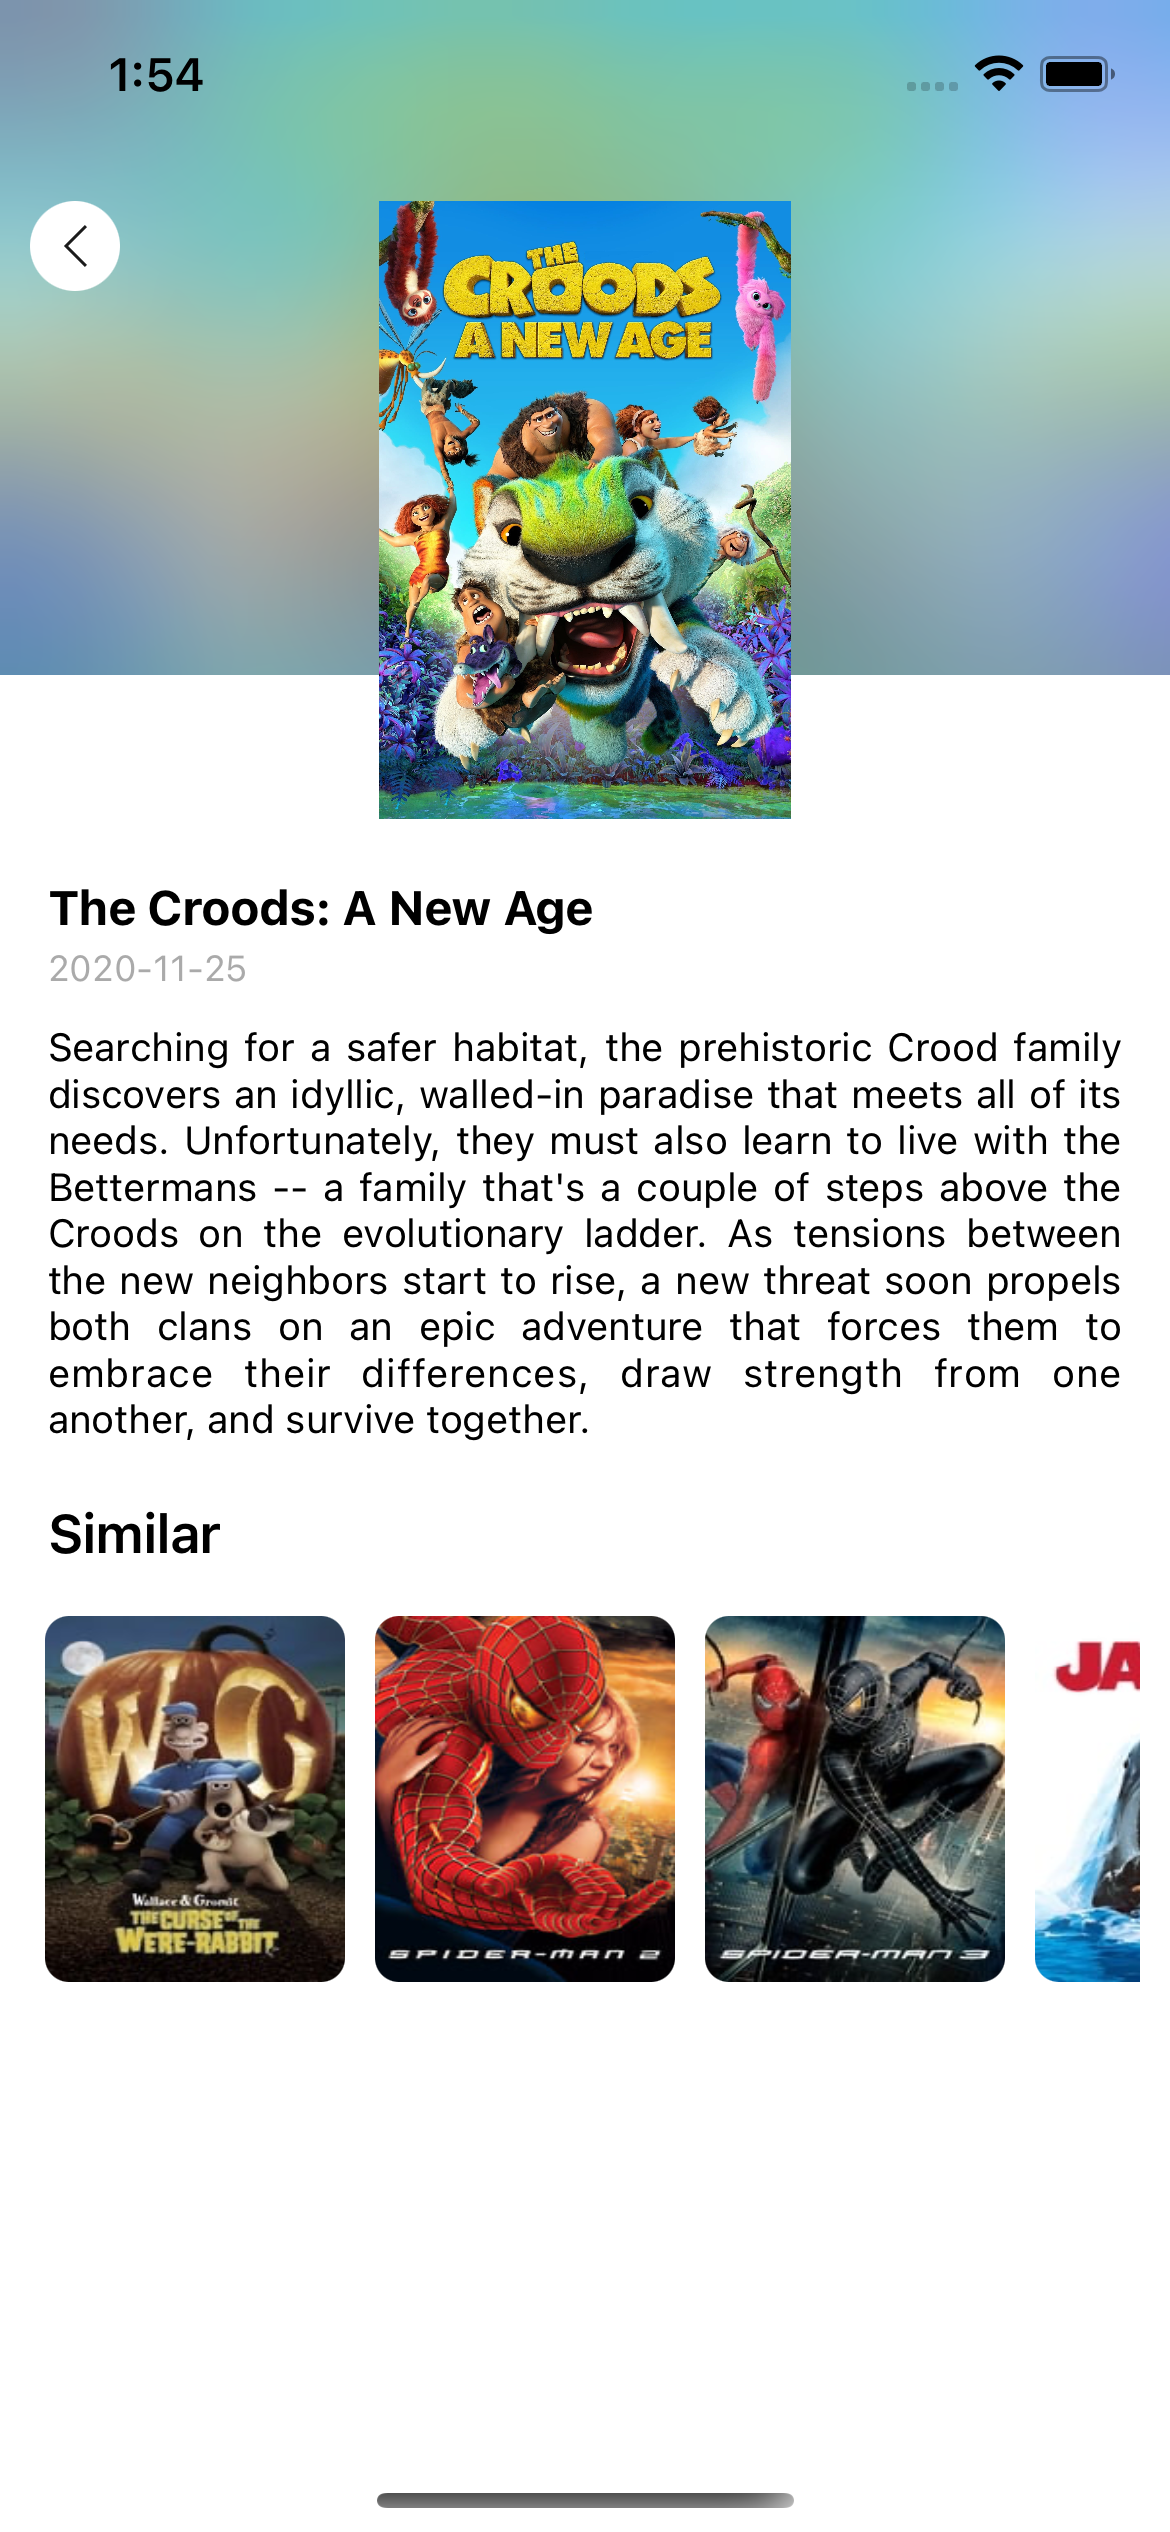 1:54
THE
CROODS
A NEW AGE
The Croods: A New Age
2020-11-25
Searching for a safer habitat, the prehistoric Crood family
discovers an idyllic, walled-in paradise that meets all of its
needs. Unfortunately, they must also learn to live with the
Bettermans -- a family that's a couple of steps above the
Croods on the evolutionary ladder. As tensions between
the new neighbors start to rise, a new threat soon propels
both clans on an epic adventure that forces them to
embrace their differences, draw strength from one
another, and survive together.
Similar
W G
Wallace & Gromit
THE CURSE OF THE
WERE-RABBIT
SPIDER-MAN 2
SPIDER-MAN 3
JA